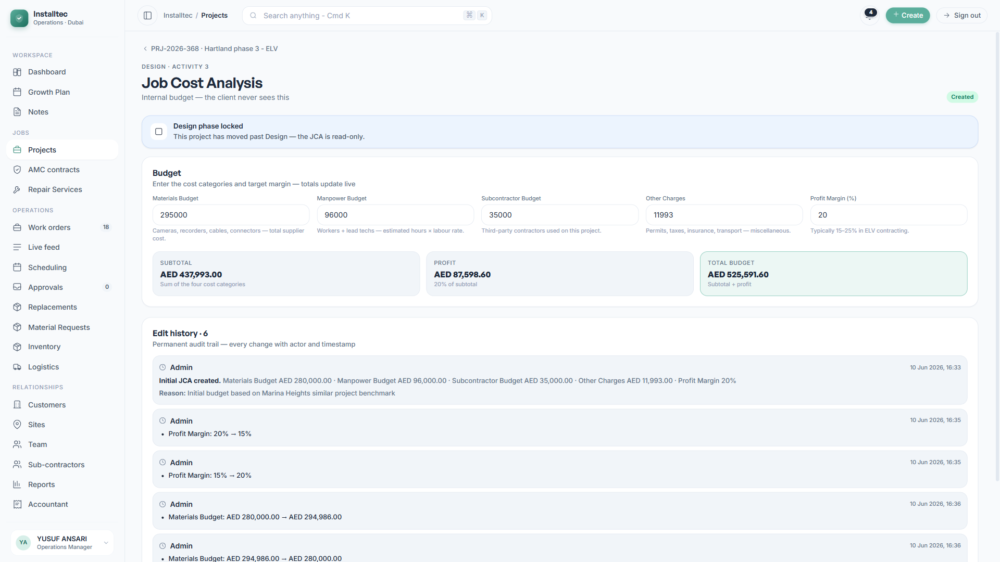 Installtec
Operations · Dubai
WORKSPACE
Dashboard
Growth Plan
Notes
JOBS
Projects
AMC contracts
Repair Services
OPERATIONS
Work orders 18
Live feed
Scheduling
Approvals 0
Replacements
Material Requests
Inventory
Logistics
RELATIONSHIPS
Customers
Sites
Team
Sub-contractors
Reports
Accountant
YA
YUSUF ANSARI
Operations Manager
Installtec / Projects
Search anything - Cmd K ⌘ K
4
+ Create
Sign out
PRJ-2026-368 · Hartland phase 3 - ELV
DESIGN · ACTIVITY 3
Job Cost Analysis
Internal budget — the client never sees this
Created
Design phase locked
This project has moved past Design — the JCA is read-only.
Budget
Enter the cost categories and target margin — totals update live
Materials Budget
295000
Cameras, recorders, cables, connectors — total supplier
cost.
Manpower Budget
96000
Workers + lead techs — estimated hours × labour rate.
Subcontractor Budget
35000
Third-party contractors used on this project.
Other Charges
11993
Permits, taxes, insurance, transport — miscellaneous.
Profit Margin (%)
20
Typically 15–25% in ELV contracting.
SUBTOTAL
AED 437,993.00
Sum of the four cost categories
PROFIT
AED 87,598.60
20% of subtotal
TOTAL BUDGET
AED 525,591.60
Subtotal + profit
Edit history · 6
Permanent audit trail — every change with actor and timestamp
Admin 10 Jun 2026, 16:33
Initial JCA created. Materials Budget AED 280,000.00 · Manpower Budget AED 96,000.00 · Subcontractor Budget AED 35,000.00 · Other Charges AED 11,993.00 · Profit Margin 20%
Reason: Initial budget based on Marina Heights similar project benchmark
Admin 10 Jun 2026, 16:35
• Profit Margin: 20% → 15%
Admin 10 Jun 2026, 16:35
• Profit Margin: 15% → 20%
Admin 10 Jun 2026, 16:36
• Materials Budget: AED 280,000.00 → AED 294,986.00
Admin 10 Jun 2026, 16:36
• Materials Budget: AED 294,986.00 → AED 280,000.00